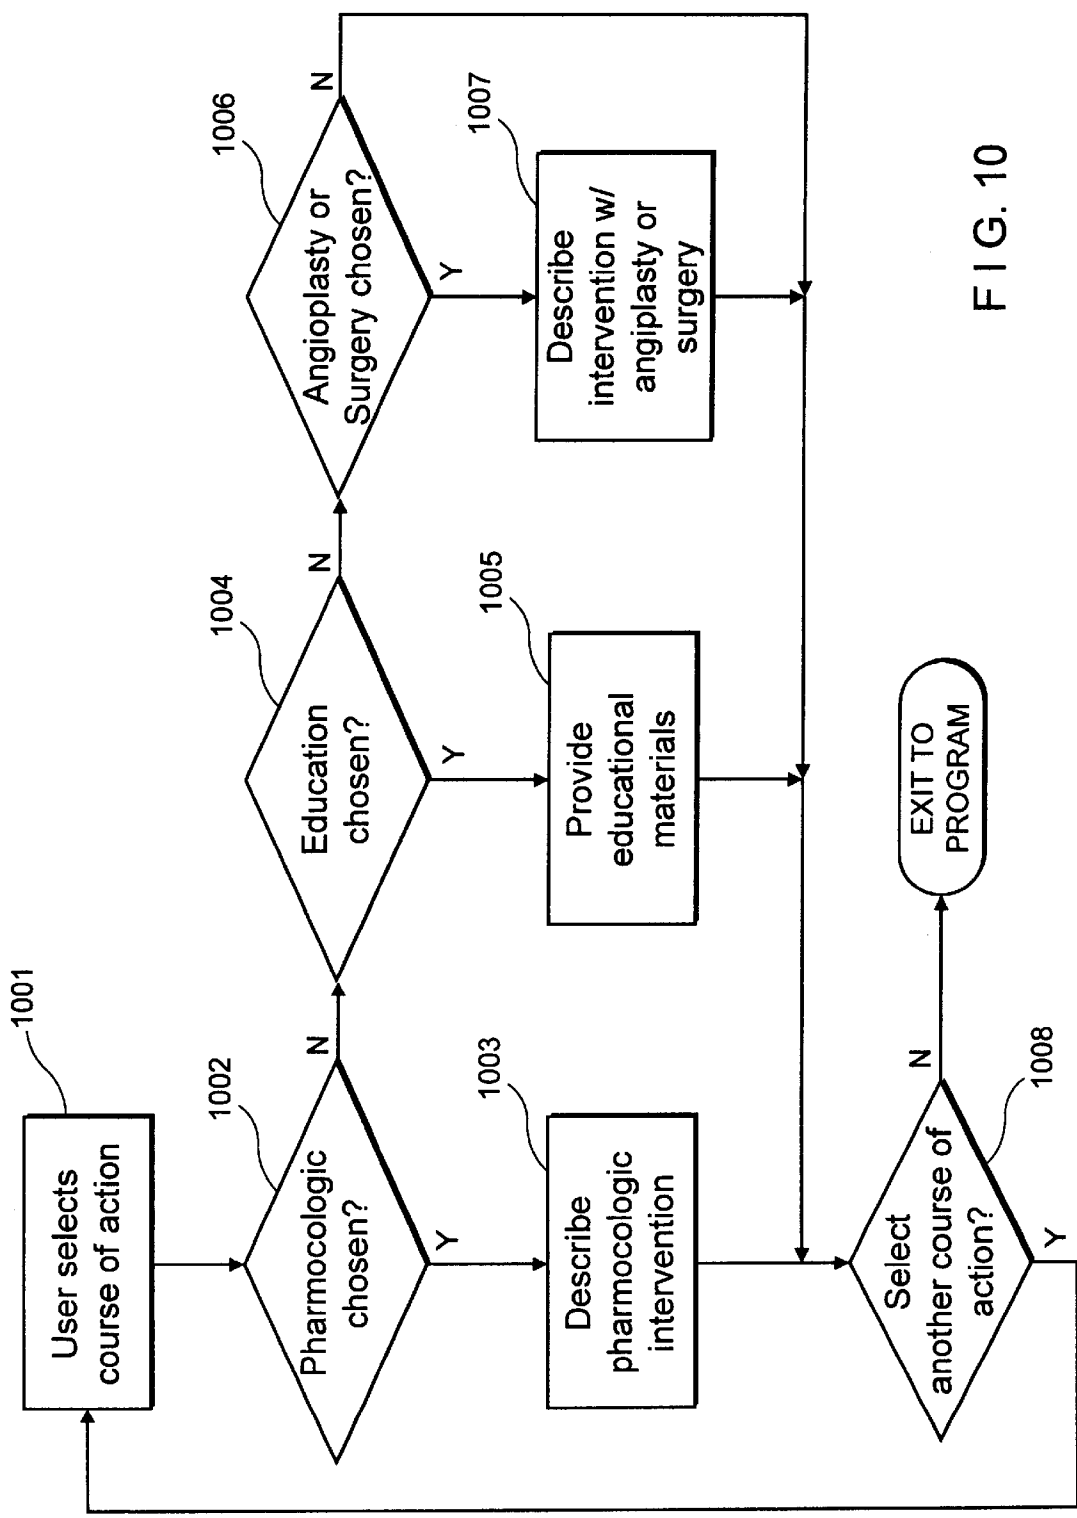 1001
User selects
course of action
1002
Pharmocologic
chosen?
N
Y
1004
Education
chosen?
N
Y
1006
Angioplasty or
Surgery chosen?
N
Y
1003
Describe
pharmocologic
intervention
1005
Provide
educational
materials
1007
Describe
intervention w/
angiplasty or
surgery
Select
another course of
action?
N
Y
1008
EXIT TO
PROGRAM
FIG. 10